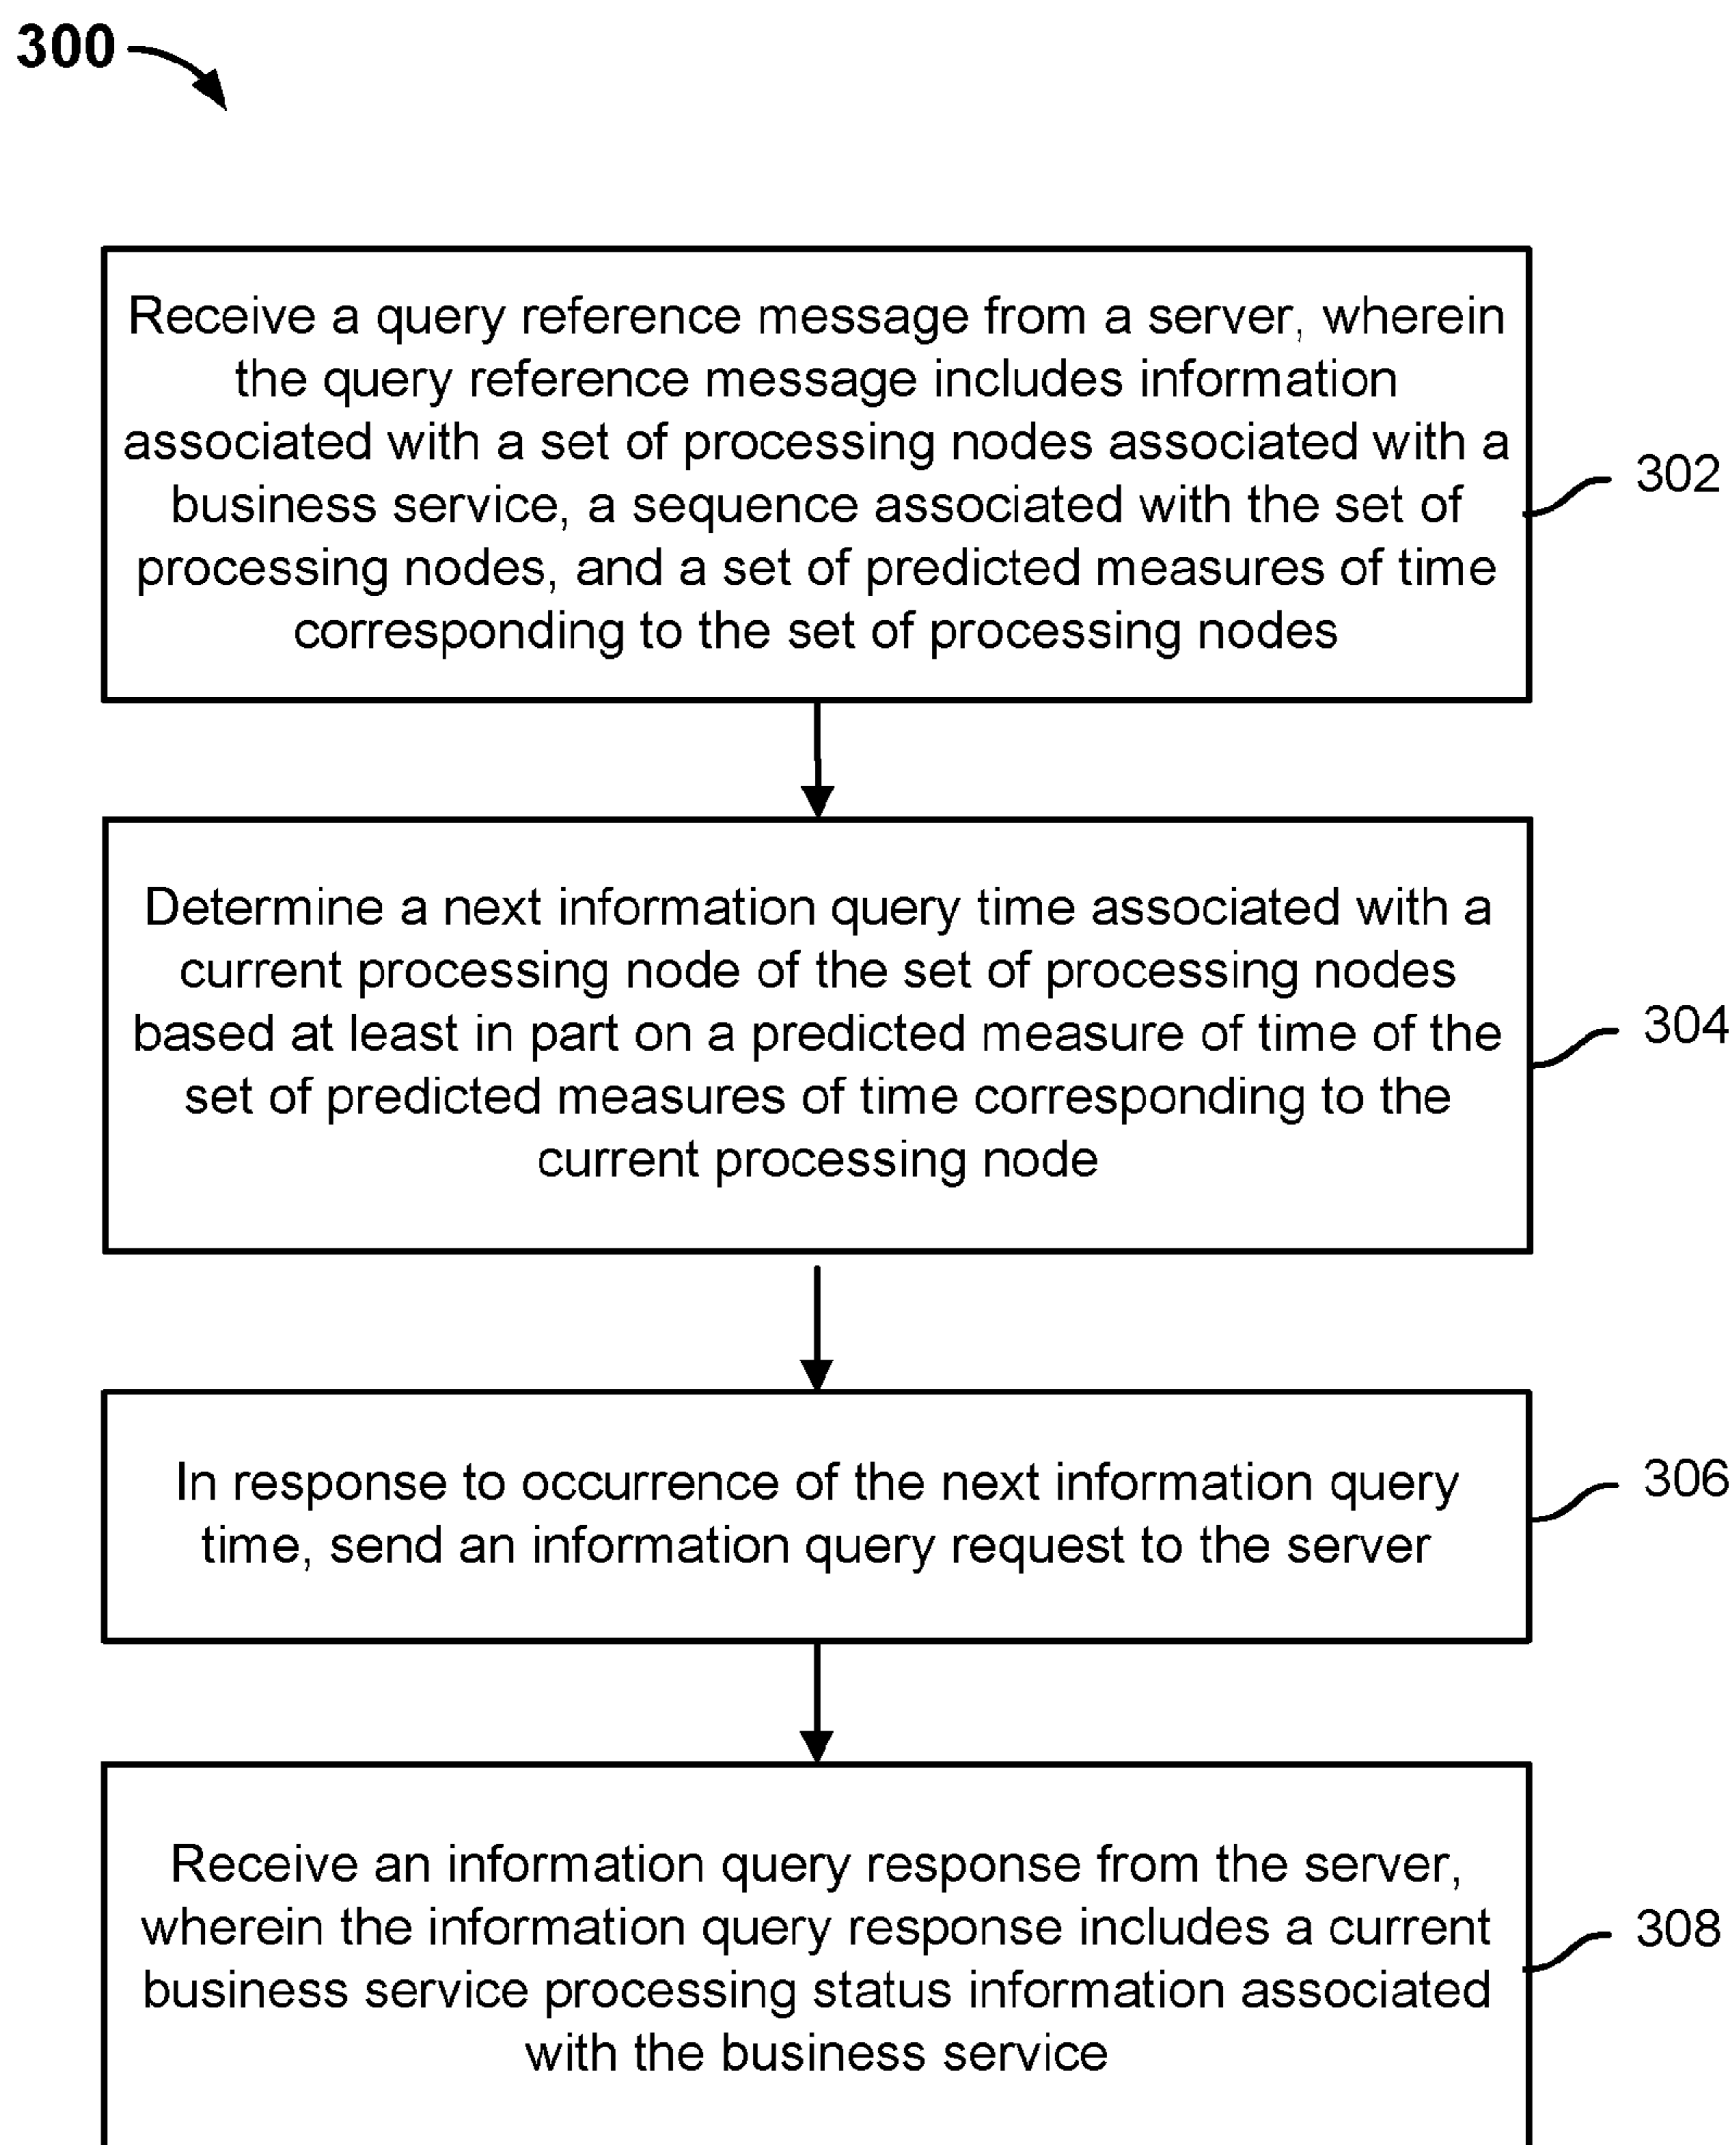 300
Receive a query reference message from a server, wherein
the query reference message includes information
associated with a set of processing nodes associated with a
business service, a sequence associated with the set of
processing nodes, and a set of predicted measures of time
corresponding to the set of processing nodes
302
Determine a next information query time associated with a
current processing node of the set of processing nodes
based at least in part on a predicted measure of time of the
set of predicted measures of time corresponding to the
current processing node
304
In response to occurrence of the next information query
time, send an information query request to the server
306
Receive an information query response from the server,
wherein the information query response includes a current
business service processing status information associated
with the business service
308